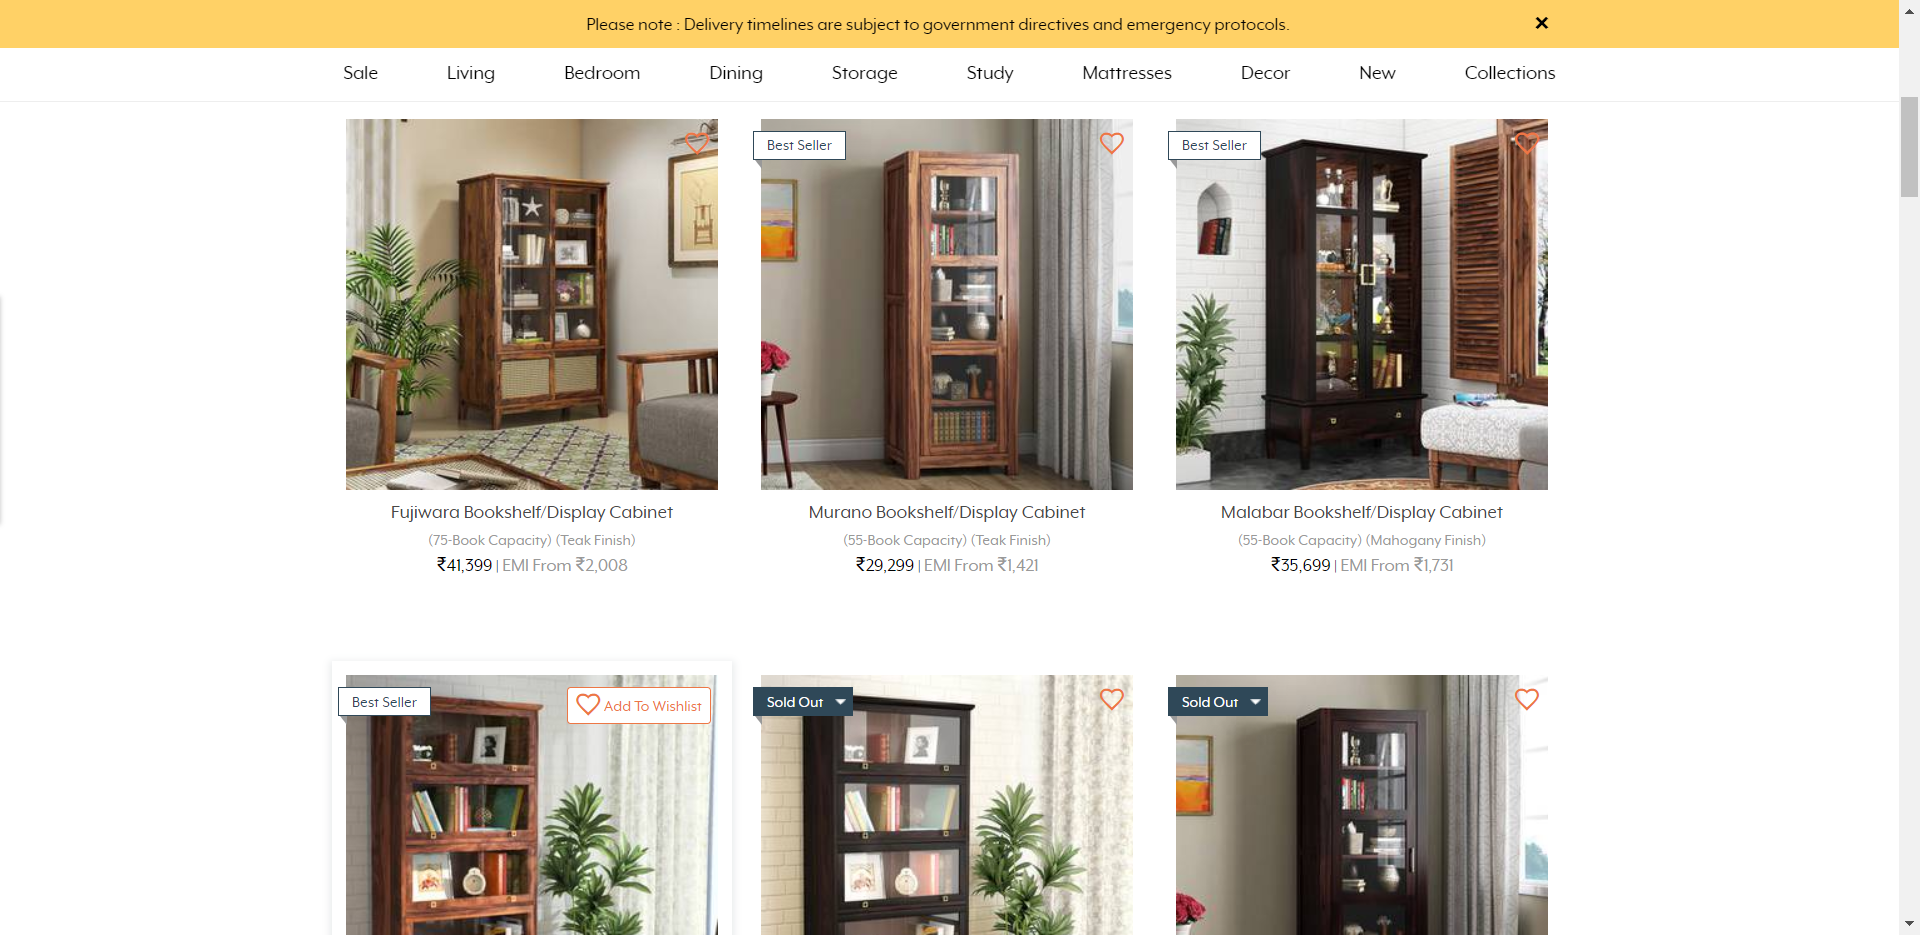 Please note : Delivery timelines are subject to government directives and emergency protocols.
Sale Living Bedroom Dining Storage Study Mattresses Decor New Collections
Best Seller
Best Seller
Fujiwara Bookshelf/Display Cabinet
(75-Book Capacity) (Teak Finish)
₹41,399 | EMI From ₹2,008
Murano Bookshelf/Display Cabinet
(55-Book Capacity) (Teak Finish)
₹29,299 | EMI From ₹1,421
Malabar Bookshelf/Display Cabinet
(55-Book Capacity) (Mahogany Finish)
₹35,699 | EMI From ₹1,731
Best Seller
Add To Wishlist
Sold Out
Sold Out